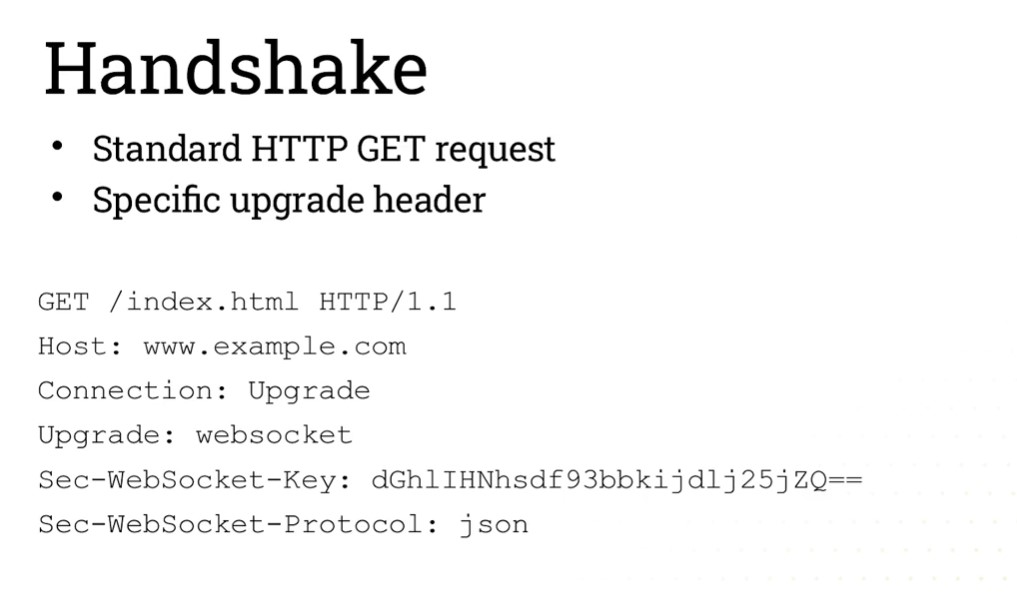 Handshake
• Standard HTTP GET request
• Specific upgrade header
GET /index.html HTTP/1.1
Host: www.example.com
Connection: Upgrade
Upgrade: websocket
Sec-WebSocket-Key: dGhlIHNhsdf93bbkijdlj25jZQ==
Sec-WebSocket-Protocol: json